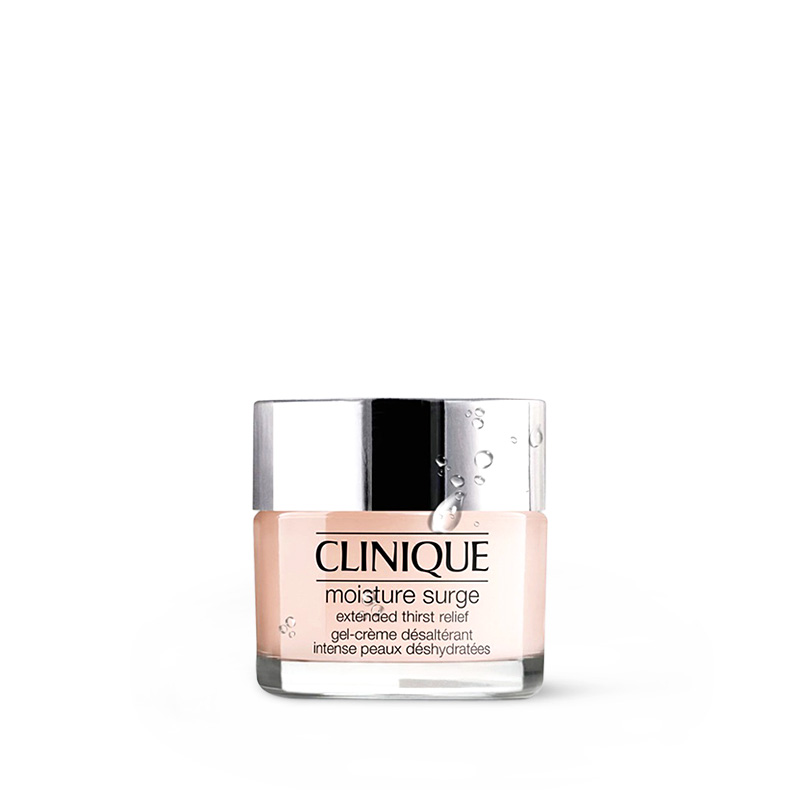 CLINIQUE
moisture surge
extended thirst relief
gel-crème désaltérant
intense peaux déshydratées